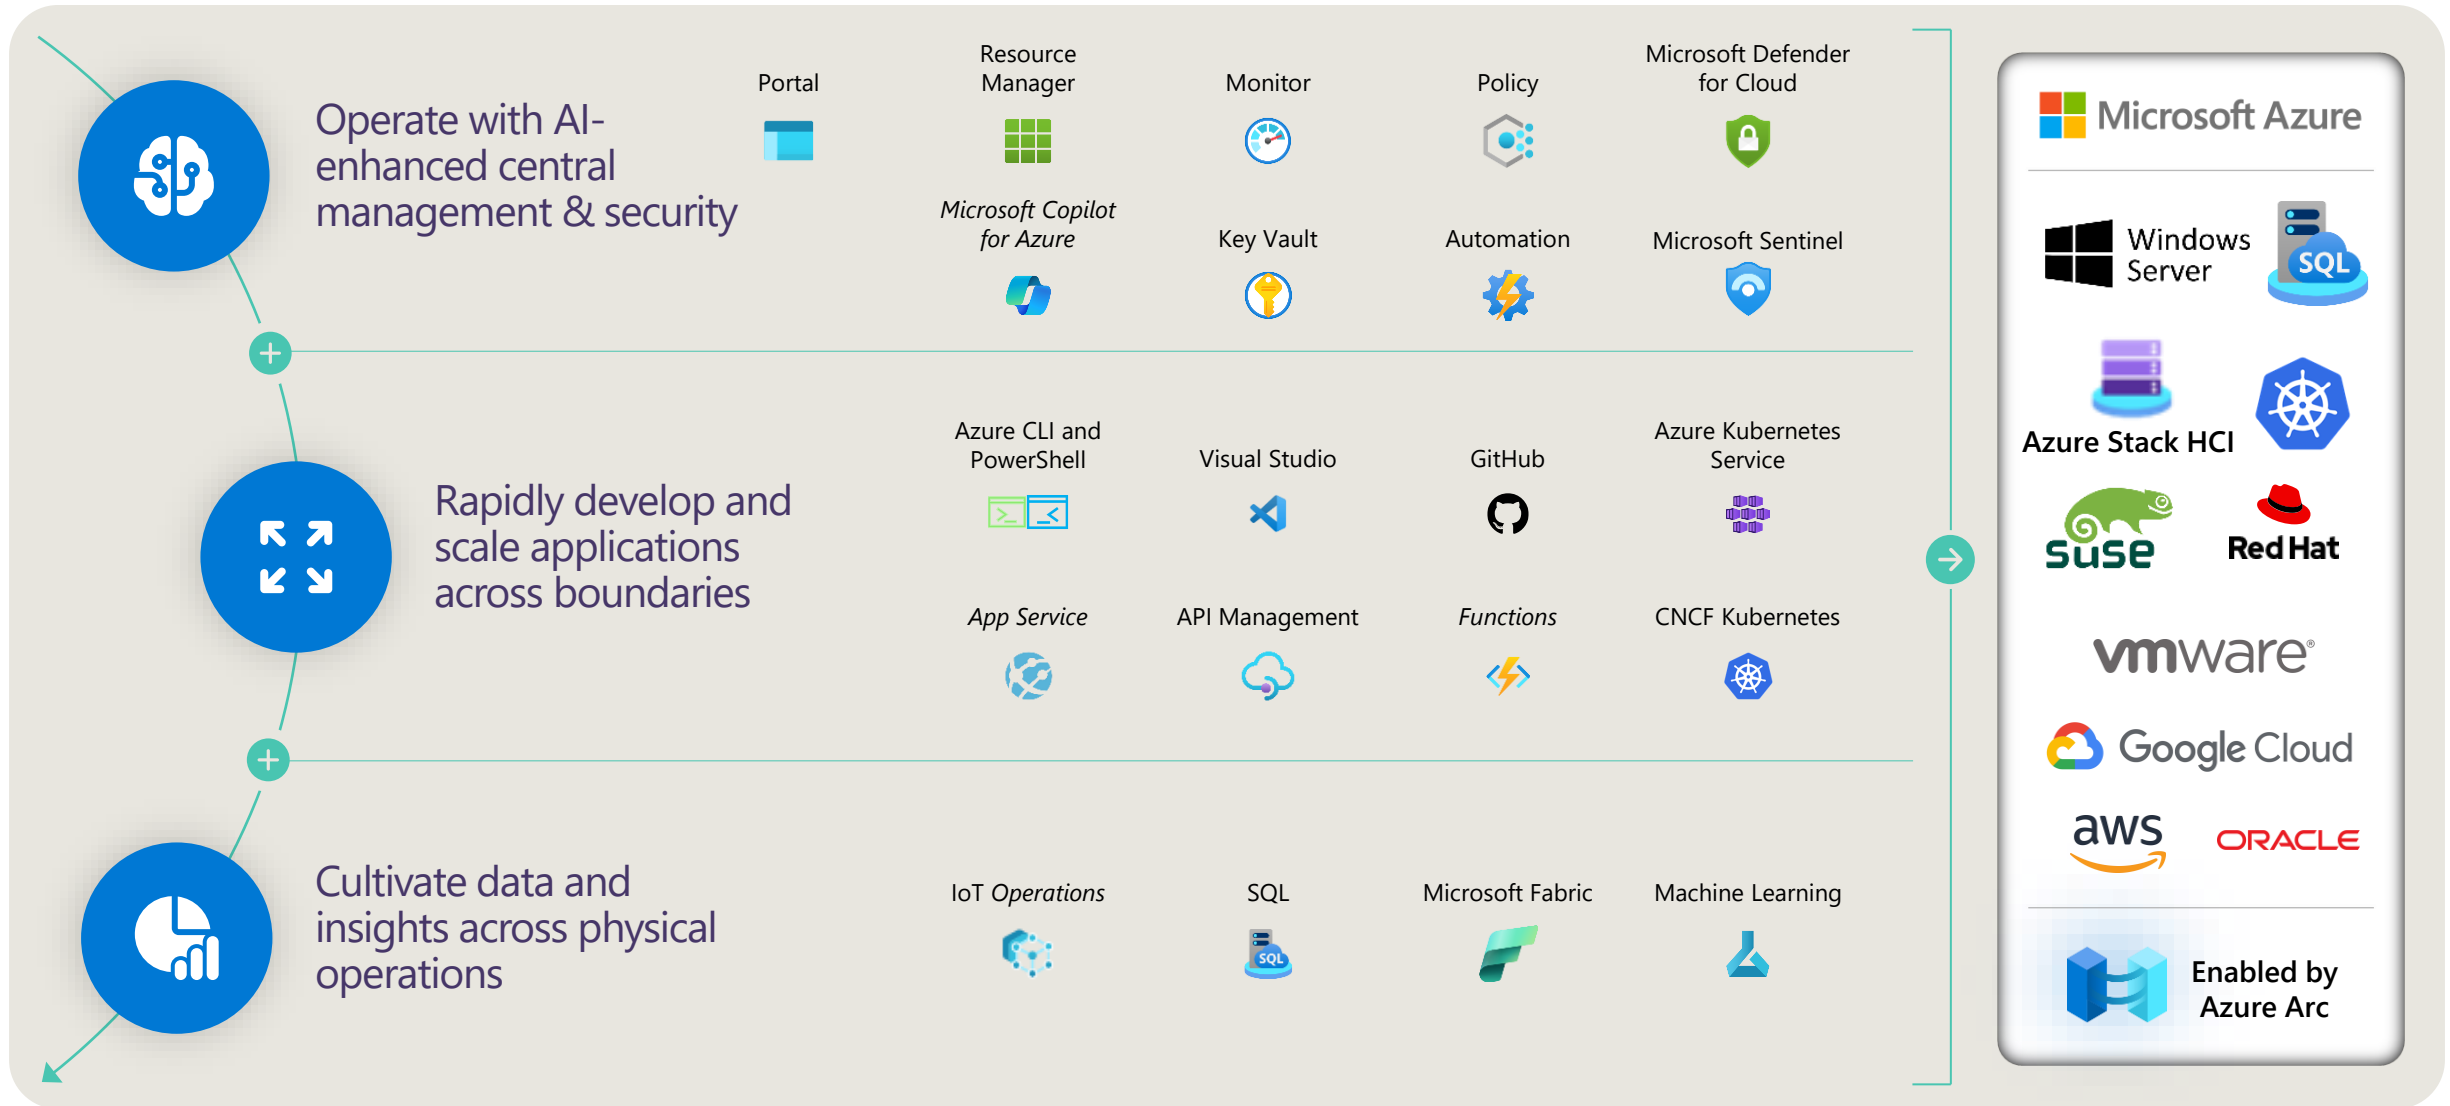 Operate with AI-
enhanced central
management & security
Portal
Resource
Manager
Monitor
Policy
Microsoft Defender
for Cloud
Microsoft Copilot
for Azure
Key Vault
Automation
Microsoft Sentinel
Rapidly develop and
scale applications
across boundaries
Azure CLI and
PowerShell
Visual Studio
GitHub
Azure Kubernetes
Service
App Service
API Management
Functions
CNCF Kubernetes
Cultivate data and
insights across physical
operations
IoT Operations
SQL
SQL
Microsoft Fabric
Machine Learning
Microsoft Azure
Windows
Server
SQL
Azure Stack HCI
SUSE
Red Hat
vmware®
Google Cloud
aws
ORACLE
Enabled by
Azure Arc